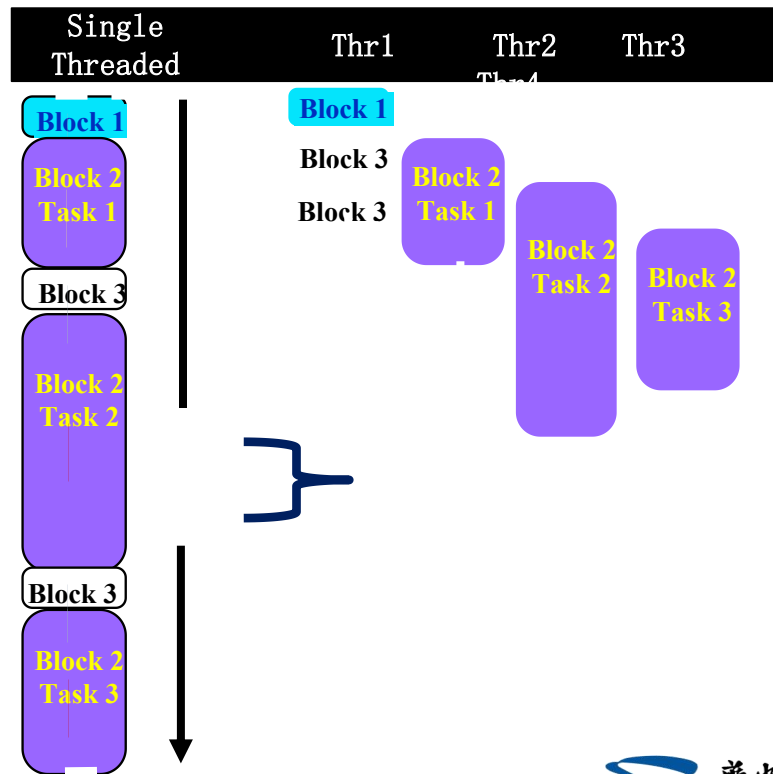 Single
Threaded
Thr1
Thr2
Thr3
Thr4
Block 1
Block 2
Task 1
Block 3
Block 2
Task 2
Block 3
Block 2
Task 3
Block 1
Block 3
Block 3
Block 2
Task 1
Block 2
Task 2
Block 2
Task 3